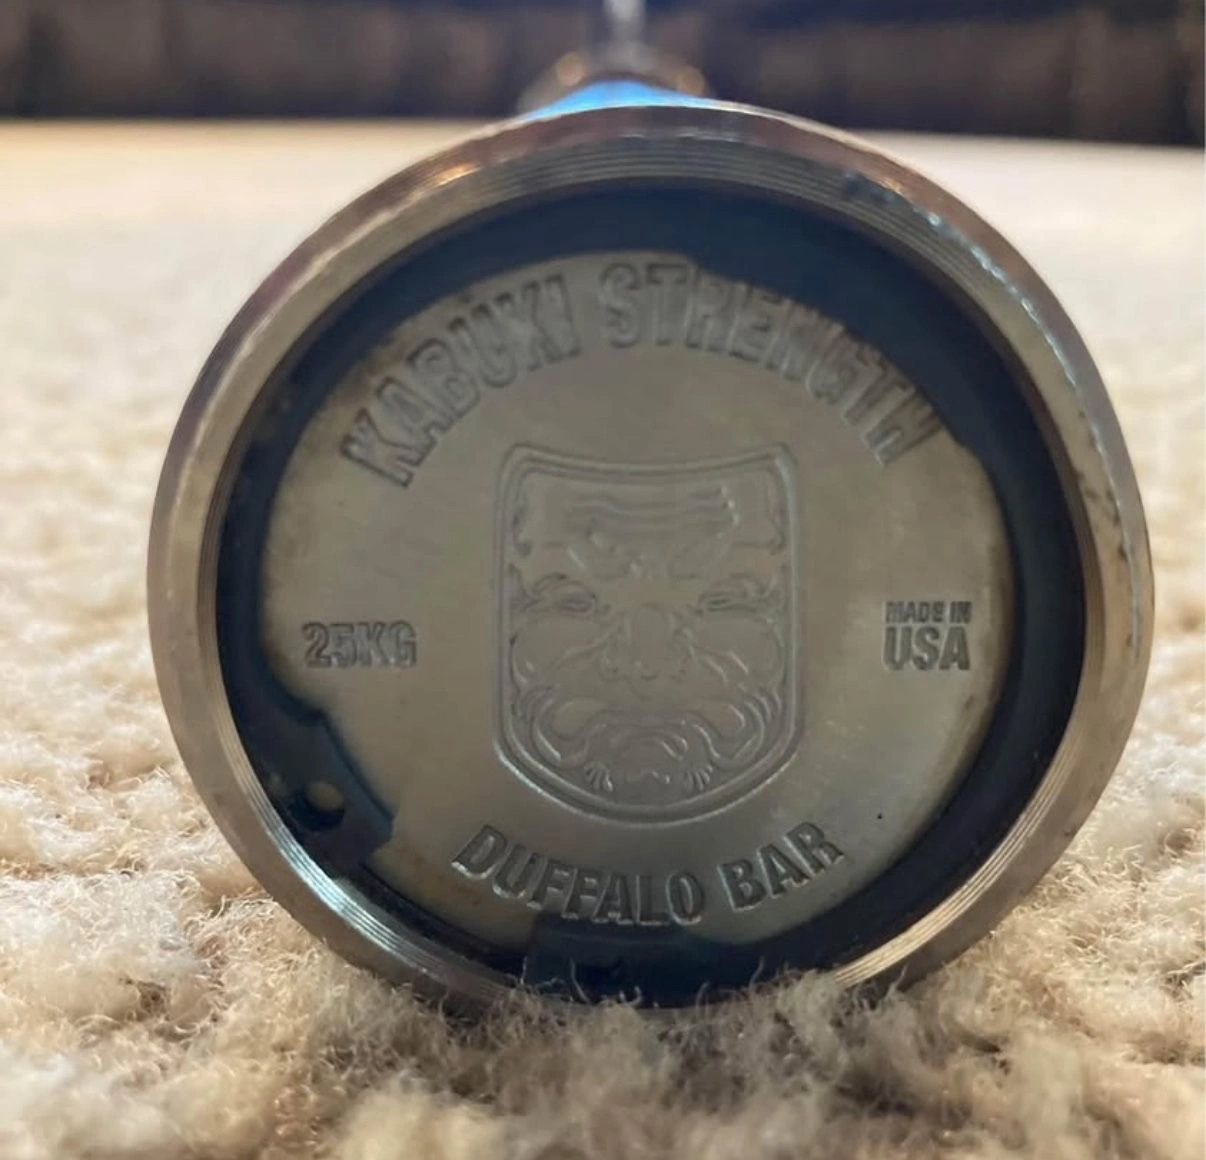 KABUKI STRENGTH
25KG
MADE IN
USA
DUFFALO BAR